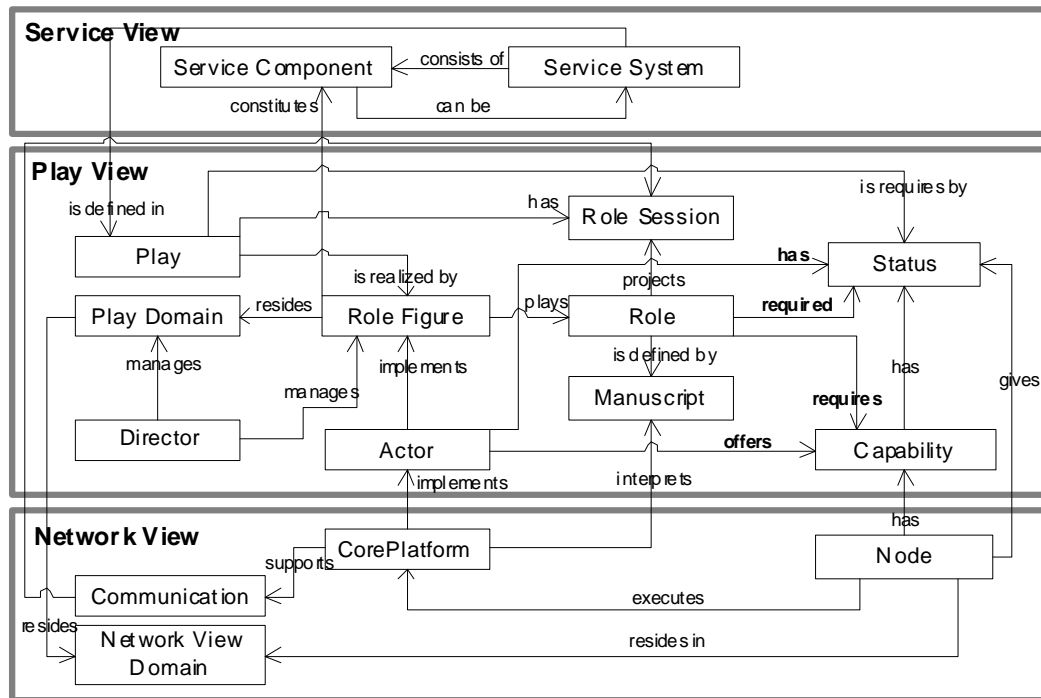 Service View
Service Component
consists of
Service System
constitutes
can be
Play View
is defined in
has
Role Session
is requires by
Play
has
Status
is realized by
projects
Play Domain
resides
Role Figure
plays
Role
required
manages
implements
is defined by
has
gives
manages
Manuscript
requires
Director
Actor
offers
Capability
implements
interprets
Network View
CorePlatform
has
Node
supports
Communication
executes
resides
Network View
Domain
resides in